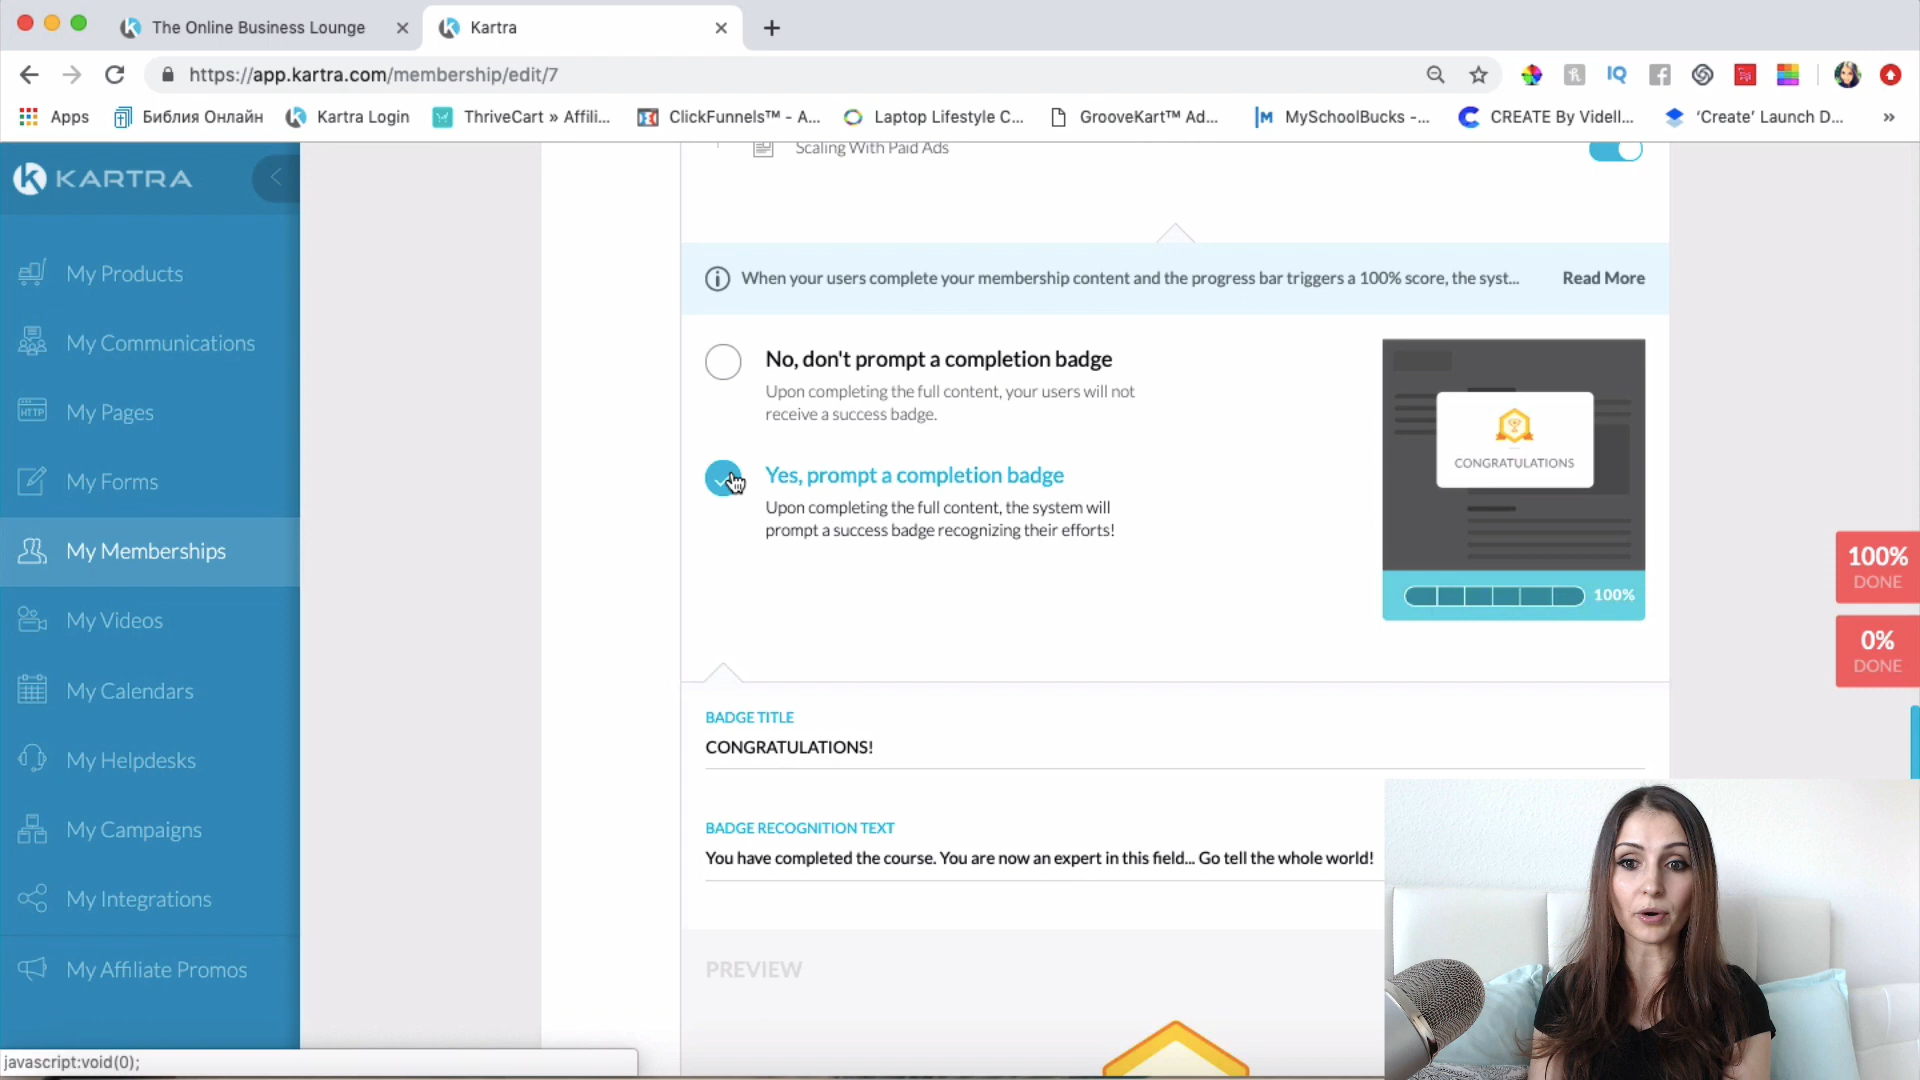 The Online Business Lounge
Kartra
https://app.kartra.com/membership/edit/7
IQ
Apps
Библия Онлайн
Kartra Login
ThriveCart » Affili...
ClickFunnels™ - A...
Laptop Lifestyle C...
GrooveKart™ Ad...
MySchoolBucks -...
CREATE By Videll...
‘Create’ Launch D...
»
KARTRA
My Products
My Communications
HTTP
My Pages
My Forms
My Memberships
My Videos
My Calendars
My Helpdesks
My Campaigns
My Integrations
My Affiliate Promos
Scaling With Paid Ads
When your users complete your membership content and the progress bar triggers a 100% score, the syst...
Read More
No, don't prompt a completion badge
Upon completing the full content, your users will not
receive a success badge.
Yes, prompt a completion badge
Upon completing the full content, the system will
prompt a success badge recognizing their efforts!
CONGRATULATIONS
100%
100%
DONE
0%
DONE
BADGE TITLE
CONGRATULATIONS!
BADGE RECOGNITION TEXT
You have completed the course. You are now an expert in this field... Go tell the whole world!
PREVIEW
javascript:void(0);